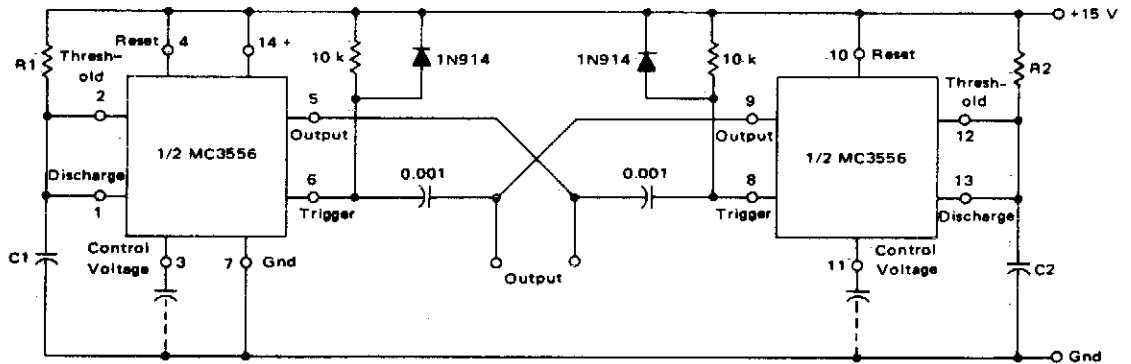 +15 V
R1
Reset
4
14 +
10 k
1N914
1N914
10 k
10
Reset
R2
Thresh-
old
2
5
Output
9
Output
Thresh-
old
12
1/2 MC3556
1/2 MC3556
Discharge
1
6
Trigger
0.001
0.001
8
Trigger
13
Discharge
C1
Control
Voltage
3
7
Gnd
Output
11
Control
Voltage
C2
Gnd